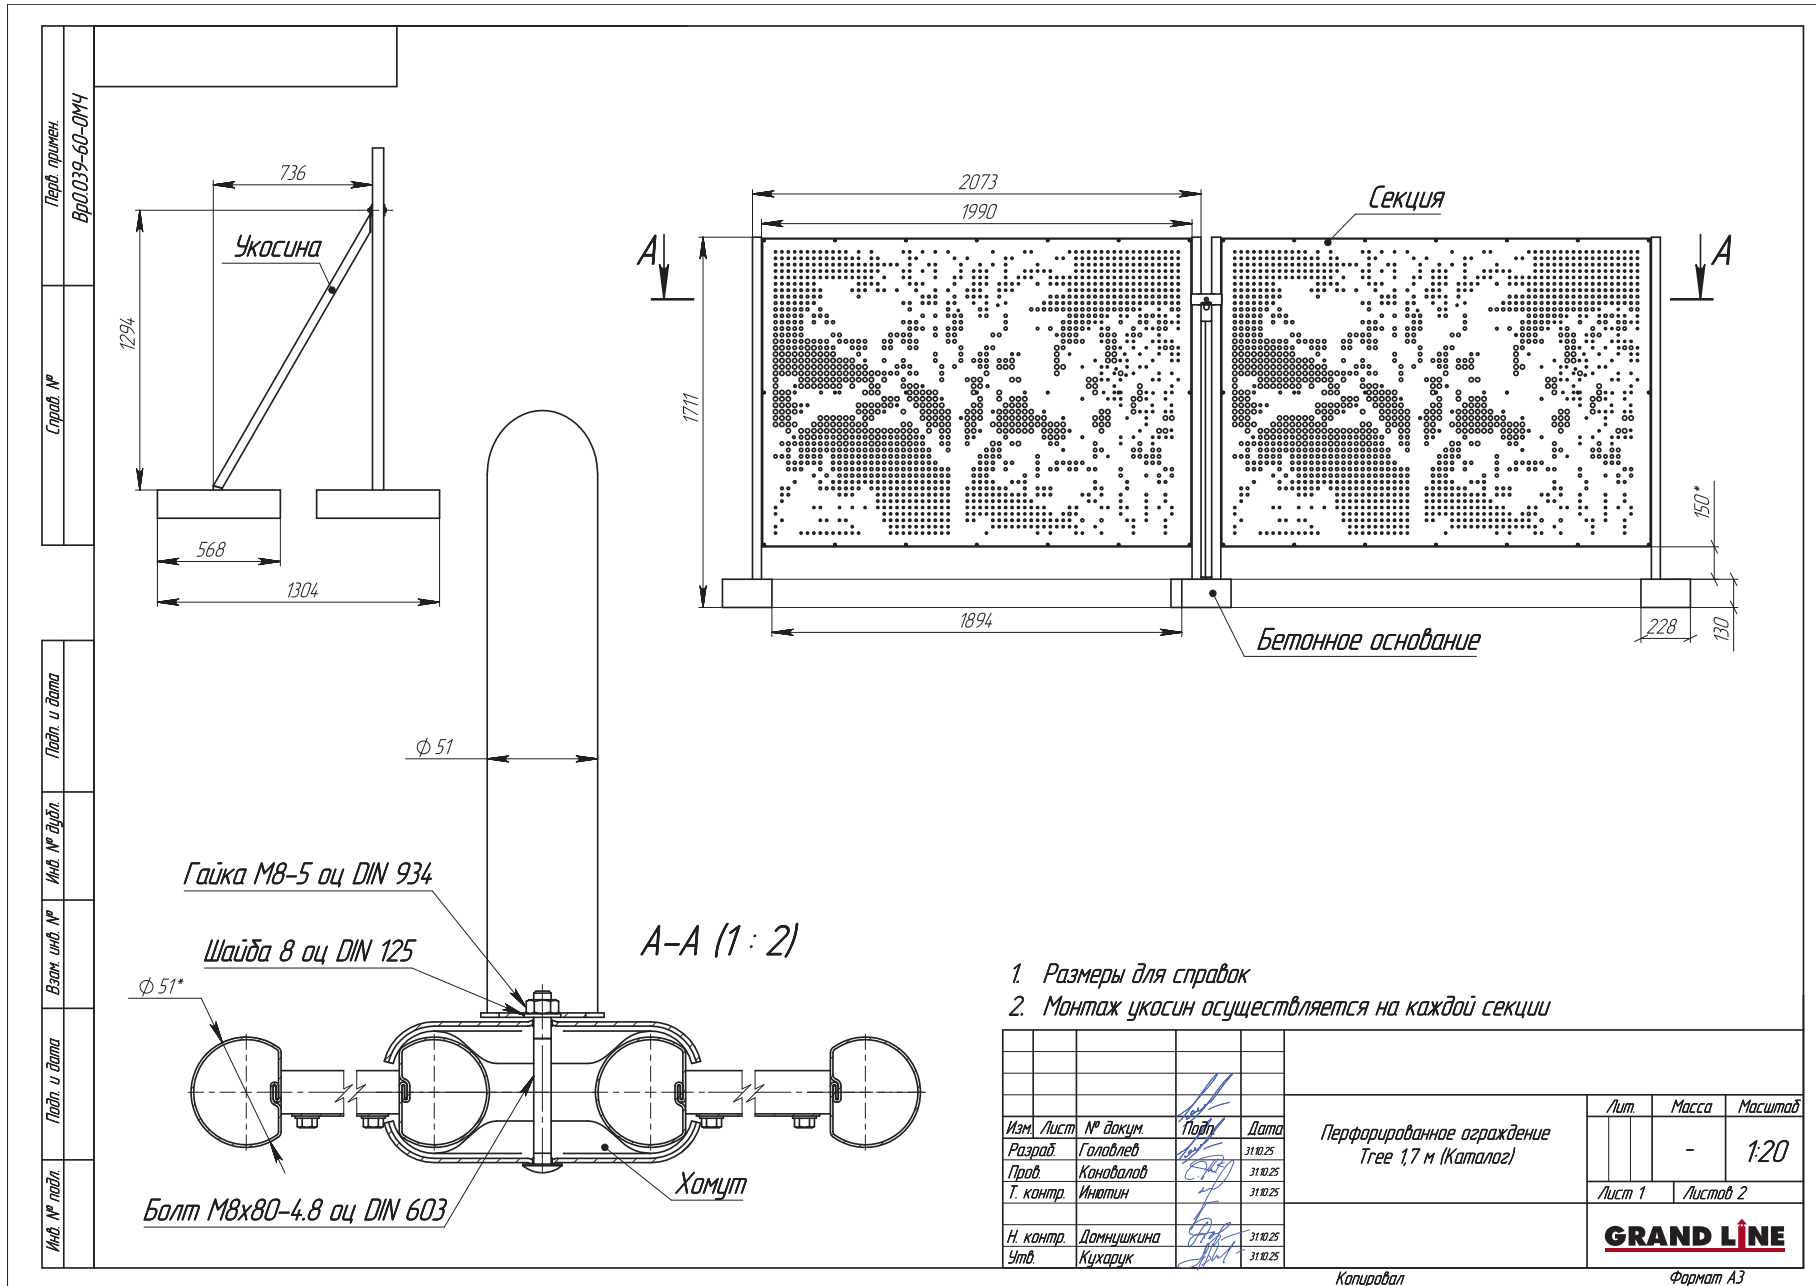 Перв. примен.
Вр0.039-60-0МЧ
Справ. №
Подп. и дата
Инв. № дубл.
Взам. инв. №
Подп. и дата
Инв. № подл.
736
Укосина
1294
568
1304
2073
1990
Секция
А
А
1711
150*
1894
228
130
Бетонное основание
⌀51
Гайка М8-5 оц DIN 934
Шайба 8 оц DIN 125
А-А (1 : 2)
⌀51*
Хомут
Болт М8х80-4.8 оц DIN 603
1. Размеры для справок
2. Монтаж укосин осуществляется на каждой секции
Изм. Лист № докум. Подп. Дата
Разраб. Головлев 31.10.25
Пров. Коновалов 31.10.25
Т. контр. Инютин 31.10.25
Н. контр. Домнушкина 31.10.25
Утв. Кухарук 31.10.25
Перфорированное ограждение
Tree 1,7 м (Каталог)
Лит. Масса Масштаб
- 1:20
Лист 1 Листов 2
GRAND LINE
Копировал Формат А3